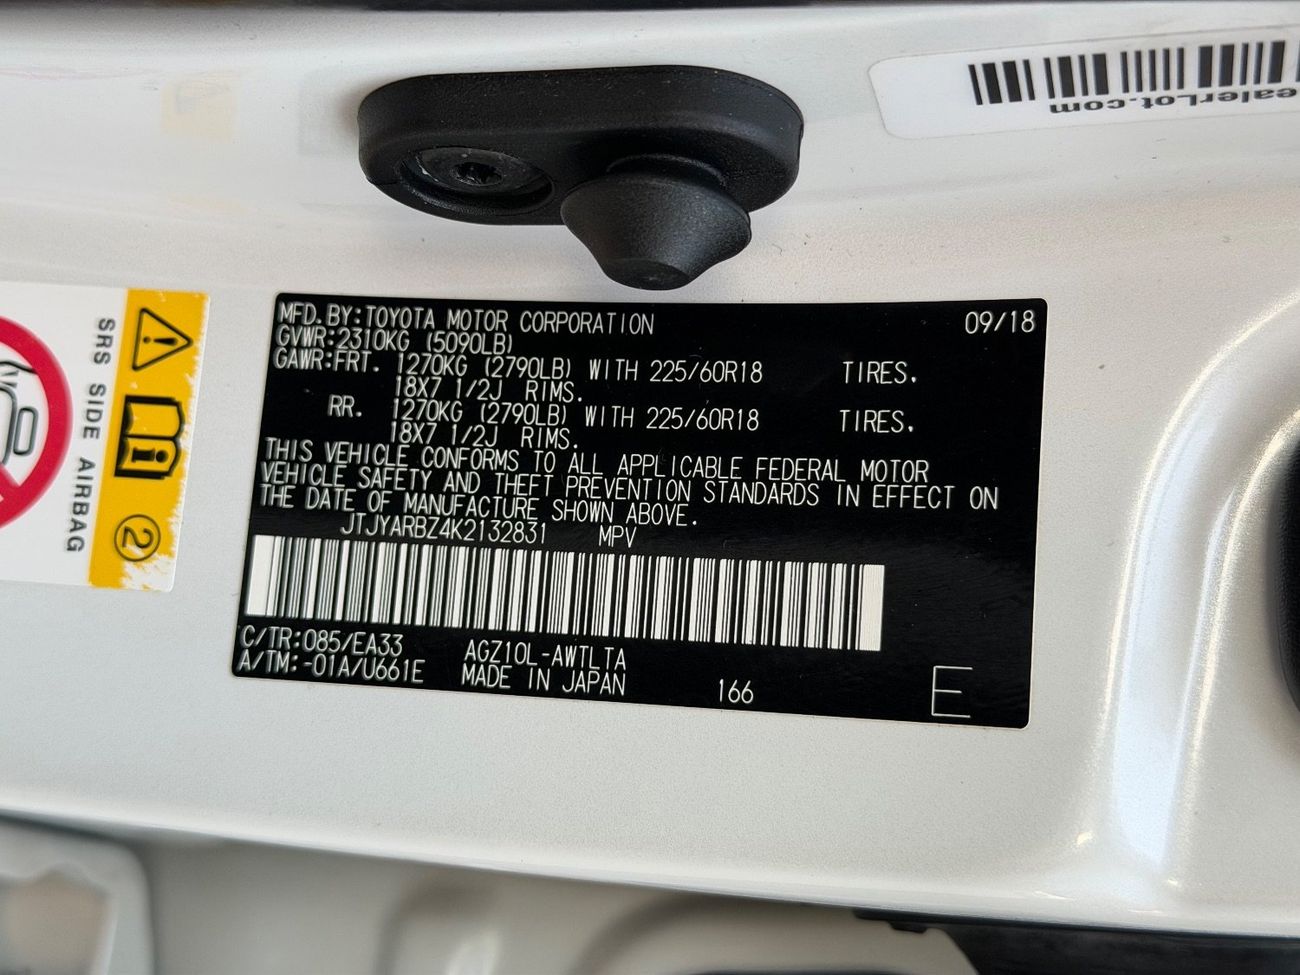 ealerLot.com
MFD. BY: TOYOTA MOTOR CORPORATION 09/18
GVWR: 2310KG (5090LB)
GAWR: FRT. 1270KG (2790LB) WITH 225/60R18 TIRES.
18X7 1/2J RIMS.
RR. 1270KG (2790LB) WITH 225/60R18 TIRES.
18X7 1/2J RIMS.
THIS VEHICLE CONFORMS TO ALL APPLICABLE FEDERAL MOTOR
VEHICLE SAFETY AND THEFT PREVENTION STANDARDS IN EFFECT ON
THE DATE OF MANUFACTURE SHOWN ABOVE.
JTJYARBZ4K2132831 MPV
C/TR: 085/EA33 AGZ10L-AWTLTA
A/TM: -01A/U661E MADE IN JAPAN 166 E
SRS SIDE AIRBAG
2